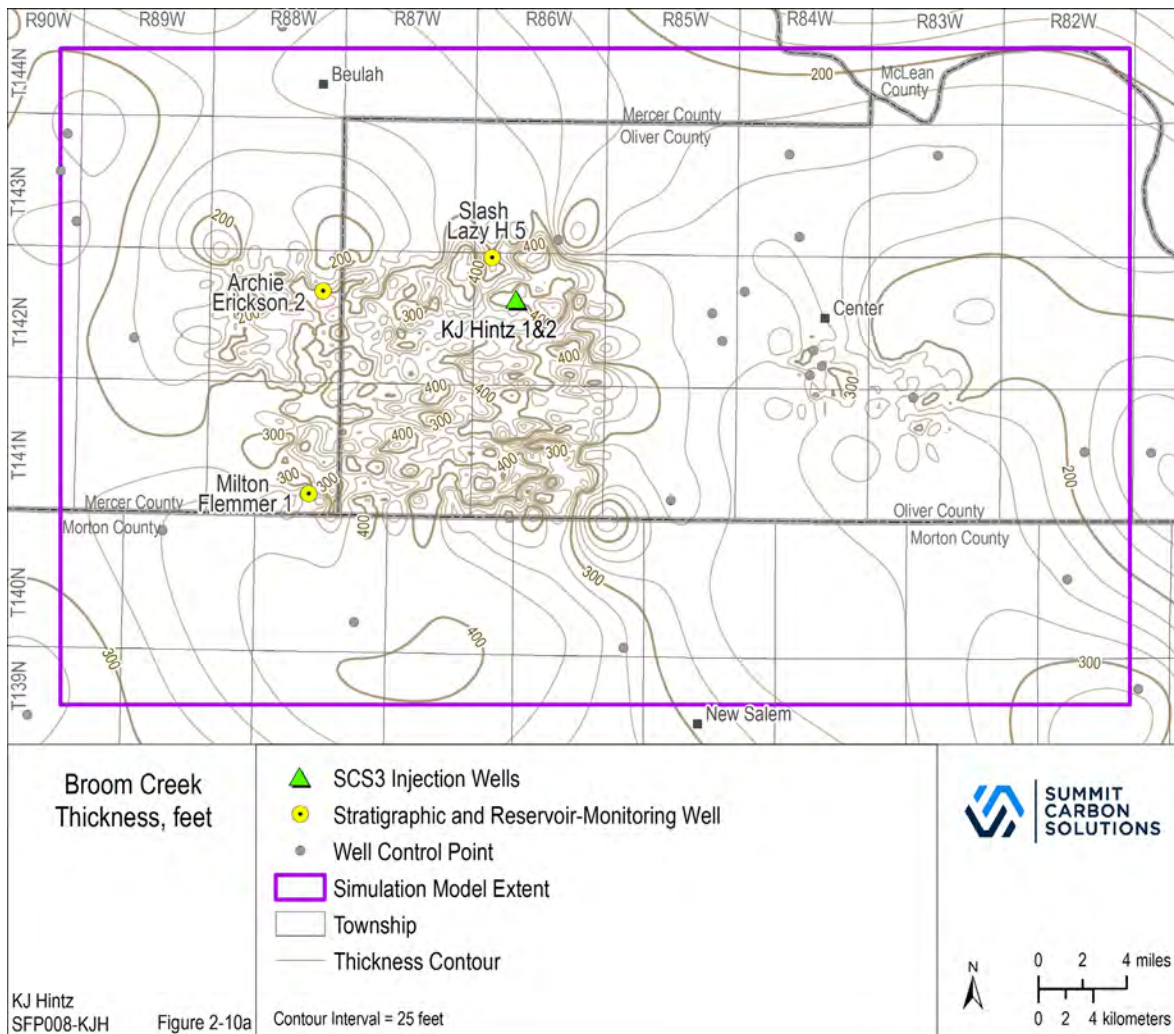 R90W
R89W
R88W
R87W
R86W
R85W
R84W
R83W
R82W
T144N
T143N
T142N
T141N
T140N
T139N
200
McLean
County
Beulah
Mercer County
Oliver County
200
Slash
Lazy H 5
400
400
200
Archie
Erickson 2
200
300
KJ Hintz 1&2
400
Center
400
400
400
300
300
300
400
300
400
300
200
300
300
Milton
Flemmer 1
Mercer County
Morton County
400
Oliver County
Morton County
300
400
300
300
New Salem
Broom Creek
Thickness, feet
SCS3 Injection Wells
Stratigraphic and Reservoir-Monitoring Well
Well Control Point
Simulation Model Extent
Township
Thickness Contour
SUMMIT
CARBON
SOLUTIONS
N
0 2 4 miles
0 2 4 kilometers
KJ Hintz
SFP008-KJH
Figure 2-10a
Contour Interval = 25 feet